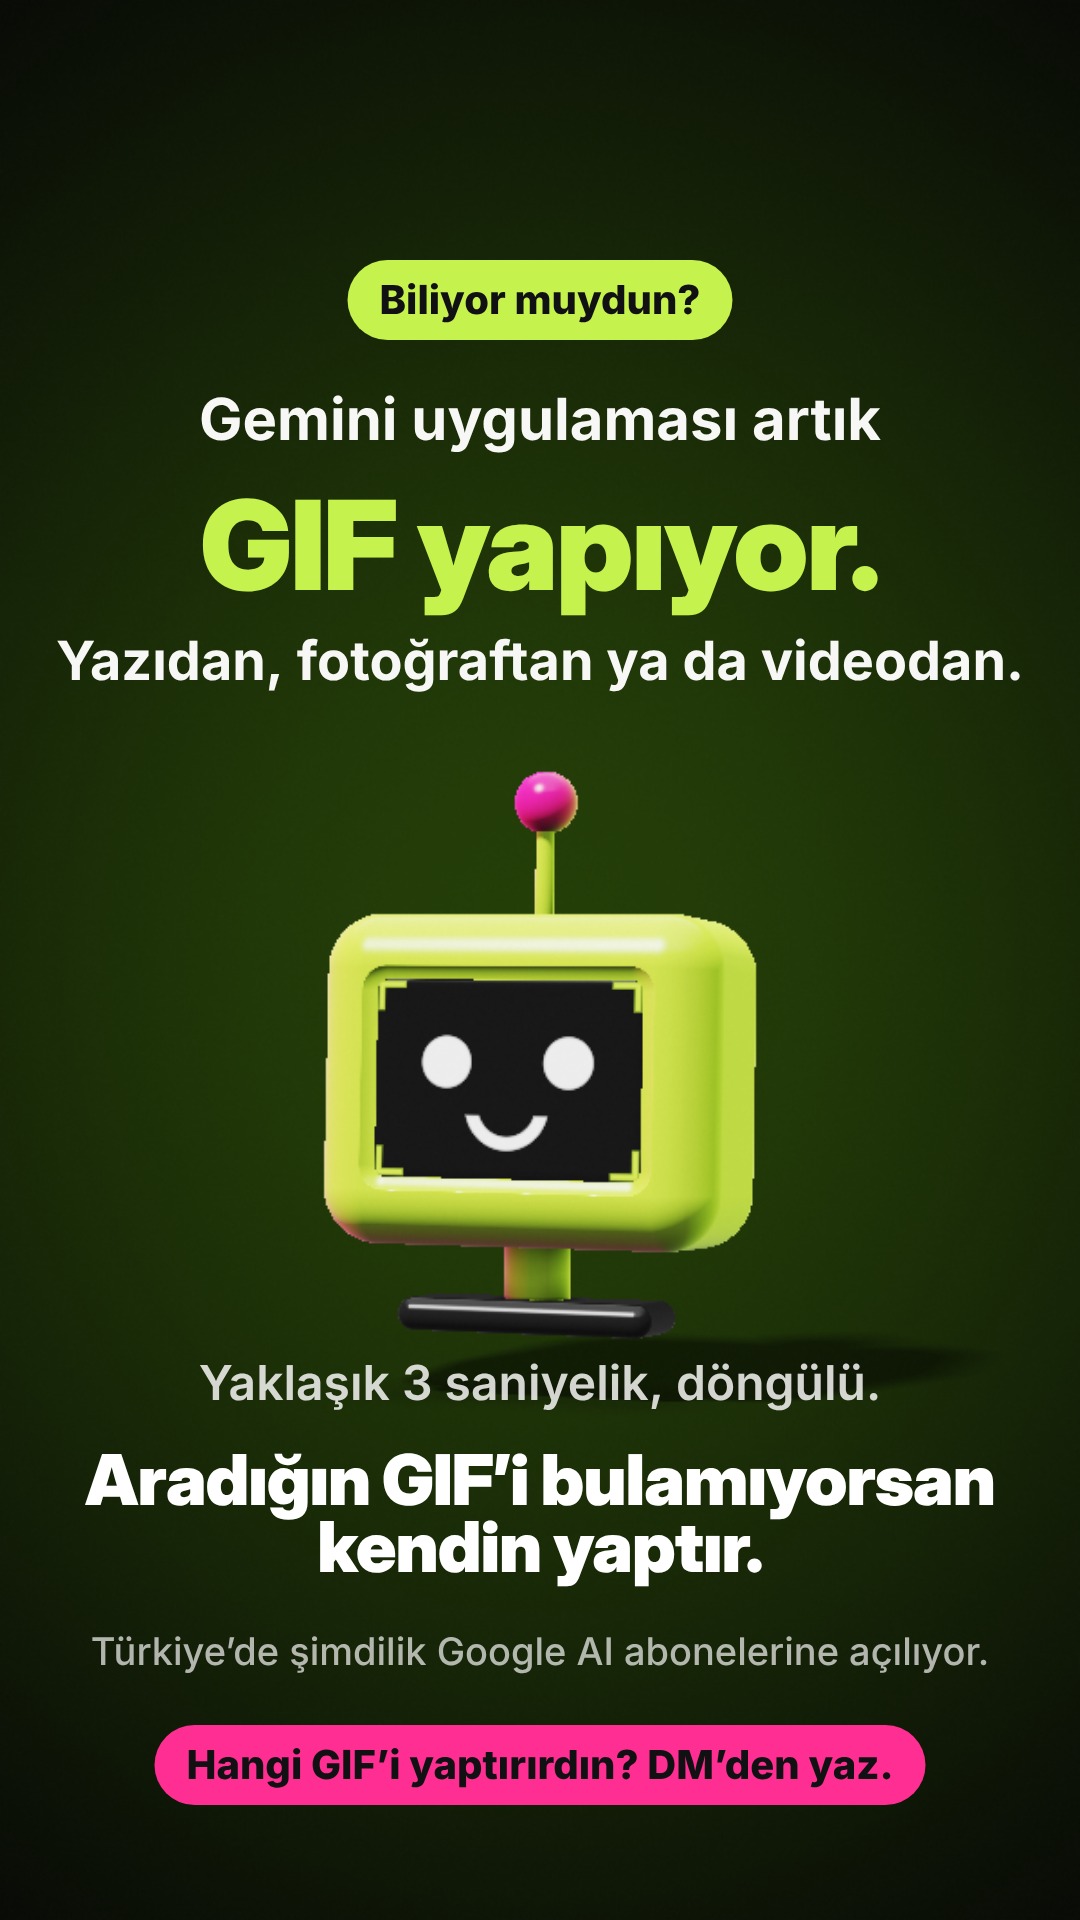 Biliyor muydun?
Gemini uygulaması artık
GIF yapıyor.
Yazıdan, fotoğraftan ya da videodan.
Yaklaşık 3 saniyelik, döngülü.
Aradığın GIF’i bulamıyorsan
kendin yaptır.
Türkiye’de şimdilik Google AI abonelerine açılıyor.
Hangi GIF’i yaptırırdın? DM’den yaz.